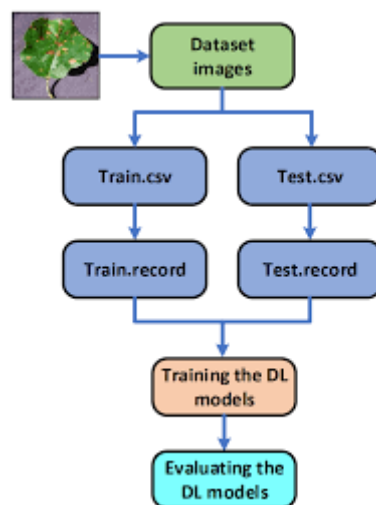 Dataset
images
Train.csv
Test.csv
Train.record
Test.record
Training the DL
models
Evaluating the
DL models